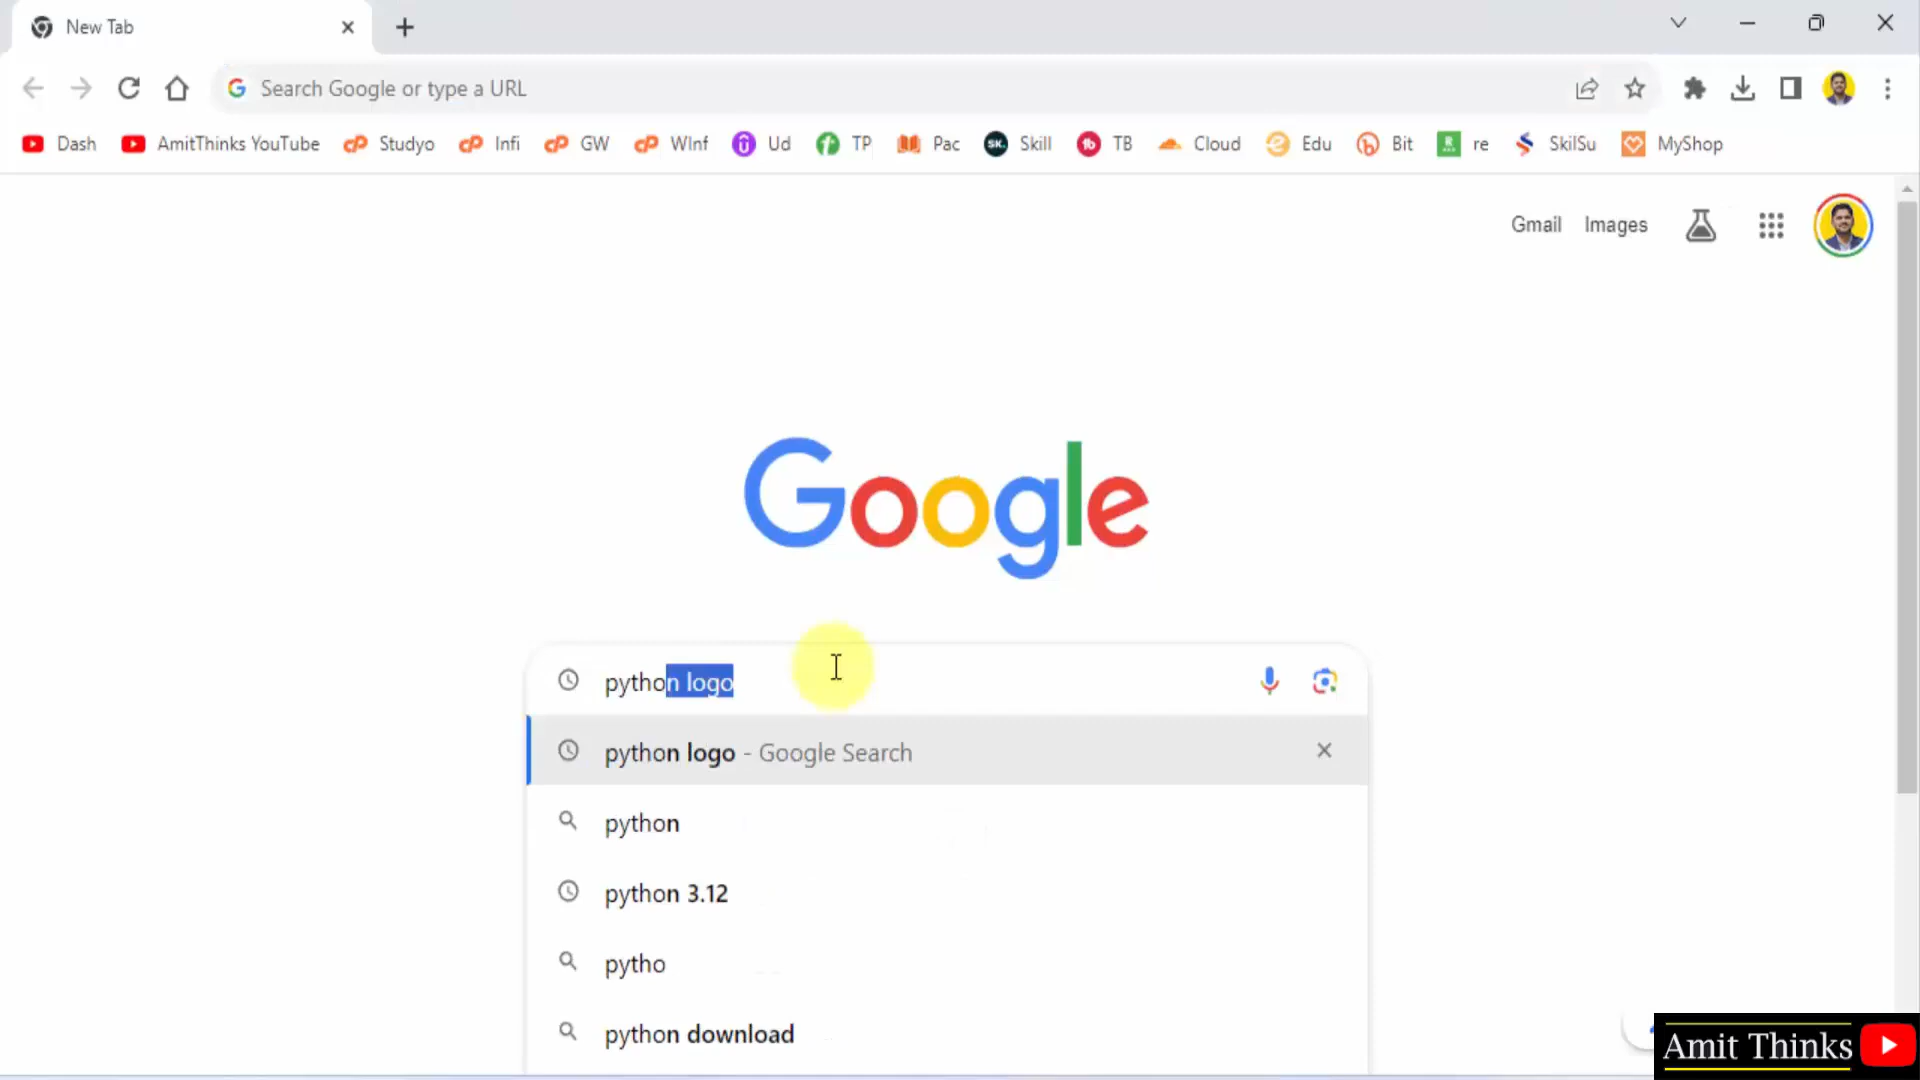 New Tab
Search Google or type a URL
Dash AmitThinks YouTube Studyo Infi GW WInf Ud TP Pac Skill TB Cloud Edu Bit re SkilSu MyShop
Gmail Images
Google
python logo
python logo - Google Search
python
python 3.12
pytho
python download
Amit Thinks